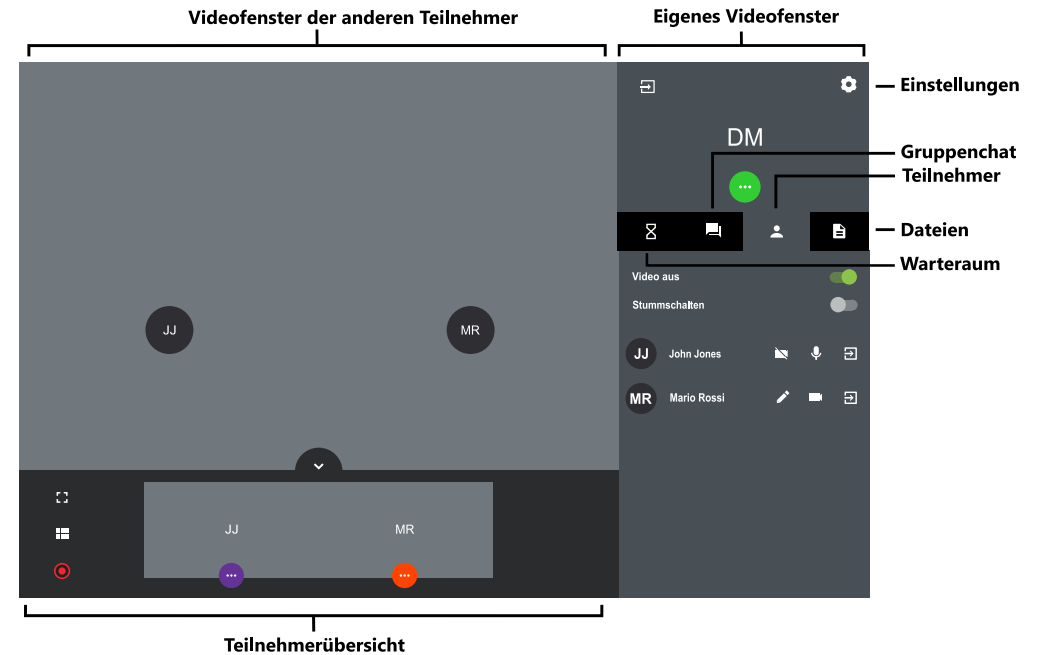 Videofenster der anderen Teilnehmer
Eigenes Videofenster
Einstellungen
DM
Gruppenchat
Teilnehmer
Dateien
Warteraum
Video aus
Stummschalten
JJ
MR
JJ John Jones
MR Mario Rossi
JJ
MR
Teilnehmerübersicht